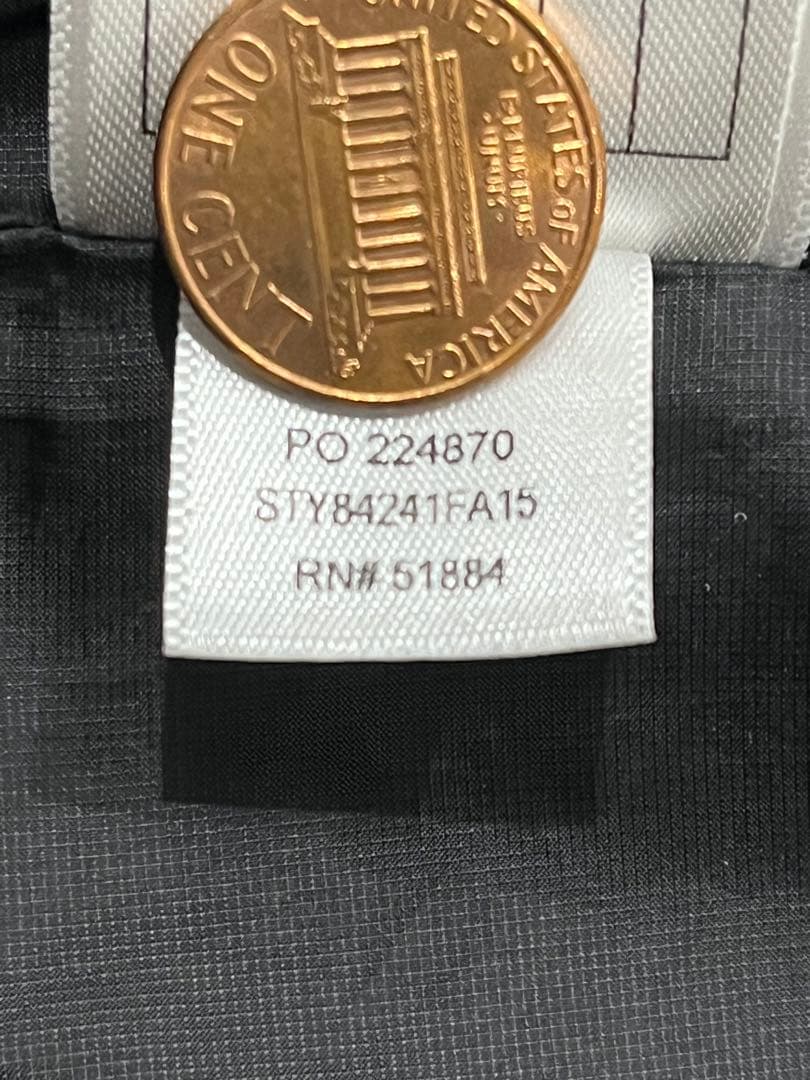 UNITED STATES OF AMERICA
E PLURIBUS
UNUM
ONE CENT
PO 224870
STY84241FA15
RN# 51884